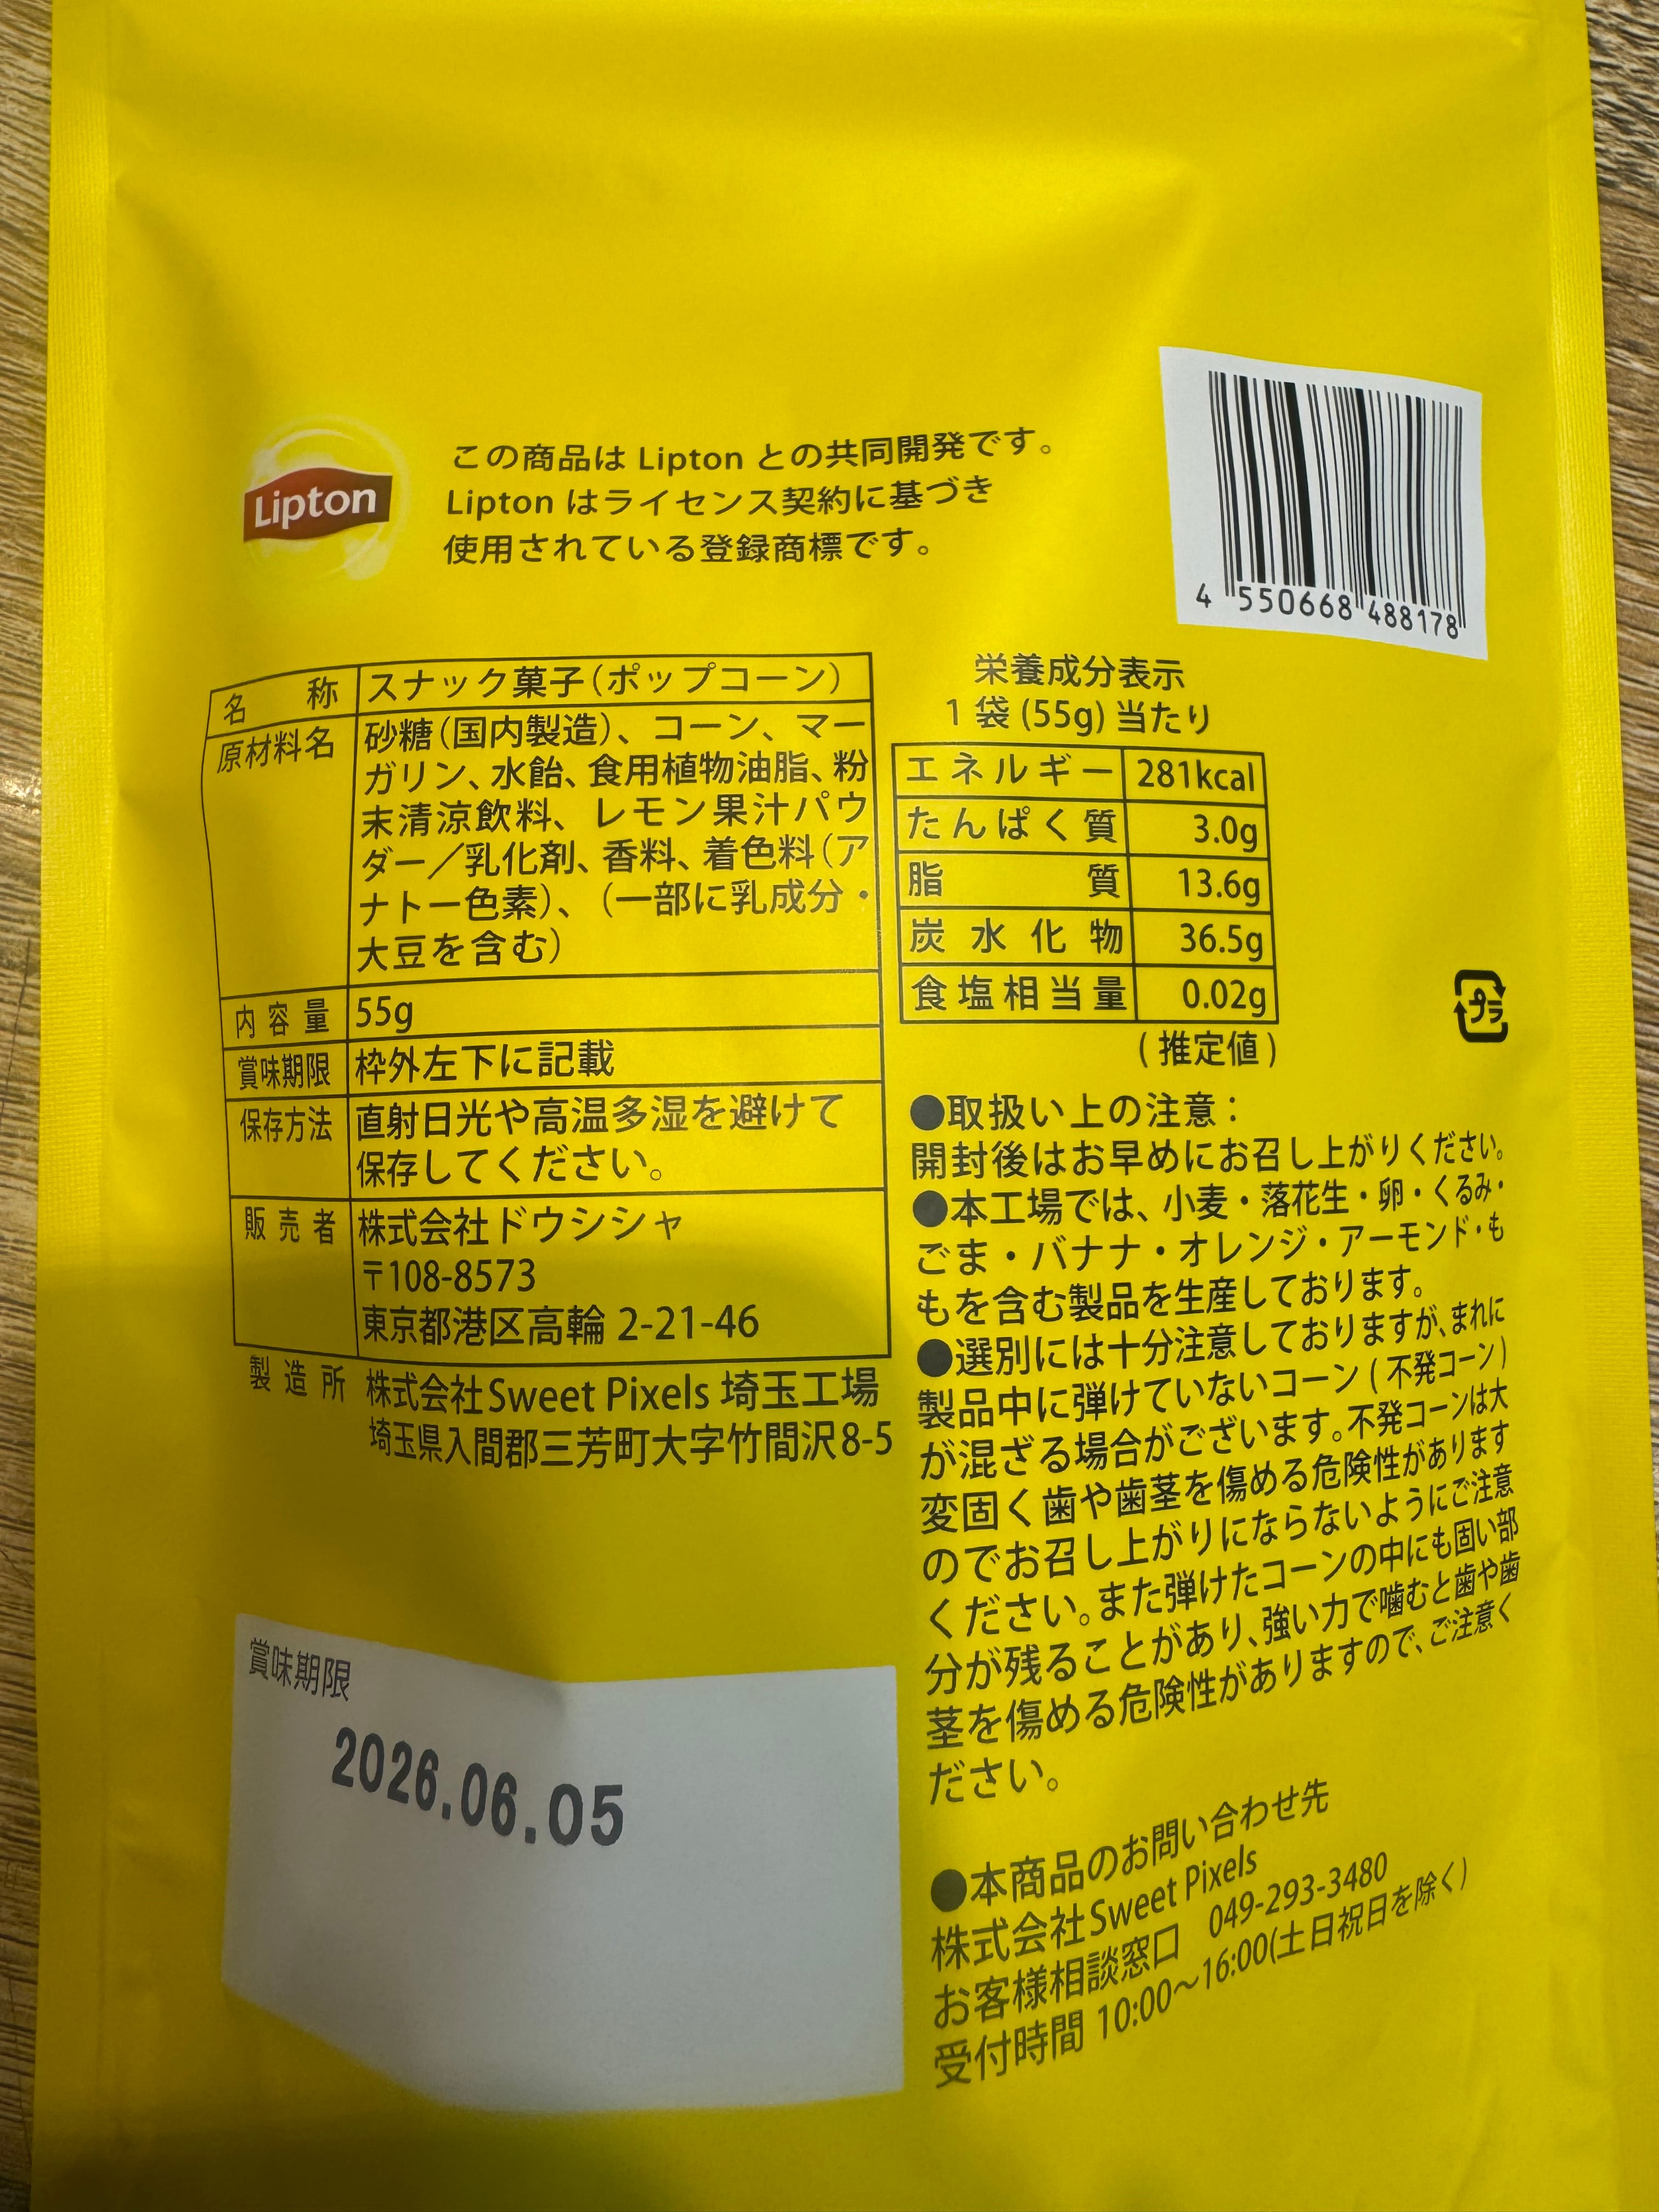 Lipton
この商品は Lipton との共同開発です。
Lipton はライセンス契約に基づき
使用されている登録商標です。
4 550668 488178
名称 スナック菓子(ポップコーン)
原材料名 砂糖(国内製造)、コーン、マー
ガリン、水飴、食用植物油脂、粉
末清涼飲料、レモン果汁パウ
ダー/乳化剤、香料、着色料(ア
ナトー色素)、(一部に乳成分・
大豆を含む)
内容量 55g
賞味期限 枠外左下に記載
保存方法 直射日光や高温多湿を避けて
保存してください。
販売者 株式会社ドウシシャ
〒108-8573
東京都港区高輪 2-21-46
製造所 株式会社Sweet Pixels 埼玉工場
埼玉県入間郡三芳町大字竹間沢8-5
賞味期限
2026.06.05
栄養成分表示
1 袋 (55g) 当たり
エネルギー 281kcal
たんぱく質 3.0g
脂質 13.6g
炭水化物 36.5g
食塩相当量 0.02g
(推定値)
プラ
●取扱い上の注意：
開封後はお早めにお召し上がりください。
●本工場では、小麦・落花生・卵・くるみ・
ごま・バナナ・オレンジ・アーモンド・も
もを含む製品を生産しております。
●選別には十分注意しておりますが、まれに
製品中に弾けていないコーン(不発コーン)
が混ざる場合がございます。不発コーンは大
変固く歯や歯茎を傷める危険性があります
のでお召し上がりにならないようにご注意
ください。また弾けたコーンの中にも固い部
分が残ることがあり、強い力で噛むと歯や歯
茎を傷める危険性がありますので、ご注意く
ださい。
●本商品のお問い合わせ先
株式会社Sweet Pixels
お客様相談窓口 049-293-3480
受付時間 10:00〜16:00(土日祝日を除く)